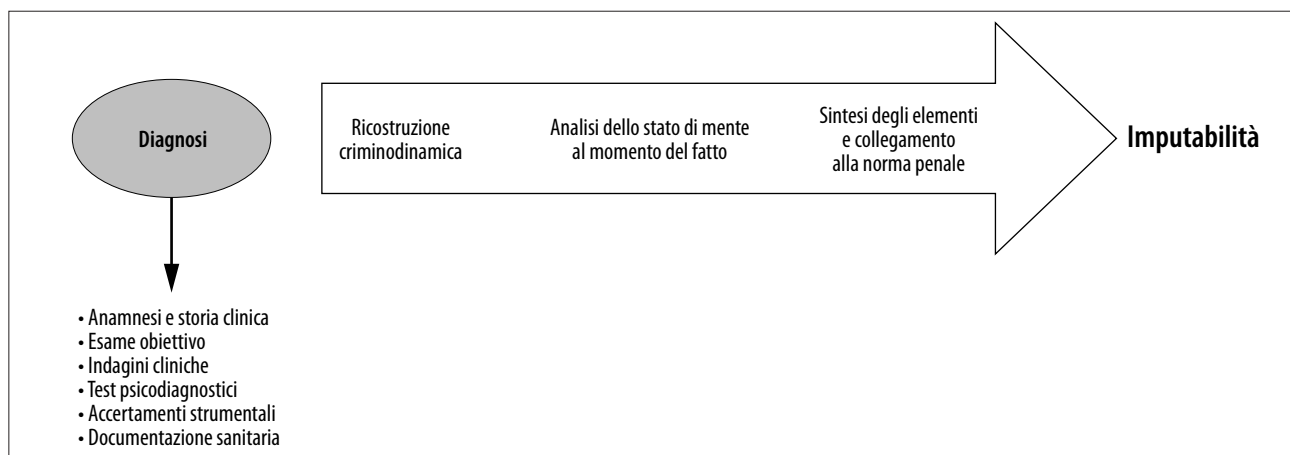 Diagnosi
Ricostruzione
criminodinamica
Analisi dello stato di mente
al momento del fatto
Sintesi degli elementi
e collegamento
alla norma penale
Imputabilità
• Anamnesi e storia clinica
• Esame obiettivo
• Indagini cliniche
• Test psicodiagnostici
• Accertamenti strumentali
• Documentazione sanitaria